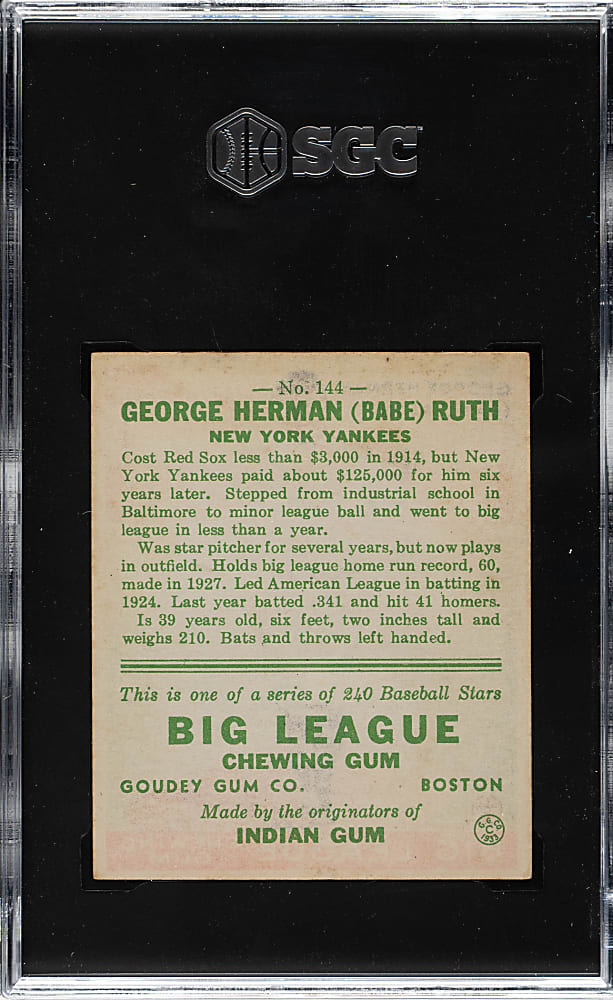 SGC
— No. 144 —
GEORGE HERMAN (BABE) RUTH
NEW YORK YANKEES
Cost Red Sox less than $3,000 in 1914, but New
York Yankees paid about $125,000 for him six
years later. Stepped from industrial school in
Baltimore to minor league ball and went to big
league in less than a year.
Was star pitcher for several years, but now plays
in outfield. Holds big league home run record, 60,
made in 1927. Led American League in batting in
1924. Last year batted .341 and hit 41 homers.
Is 39 years old, six feet, two inches tall and
weighs 210. Bats and throws left handed.
This is one of a series of 240 Baseball Stars
BIG LEAGUE
CHEWING GUM
GOUDEY GUM CO. BOSTON
Made by the originators of
INDIAN GUM
G. G. CO.
C
1933